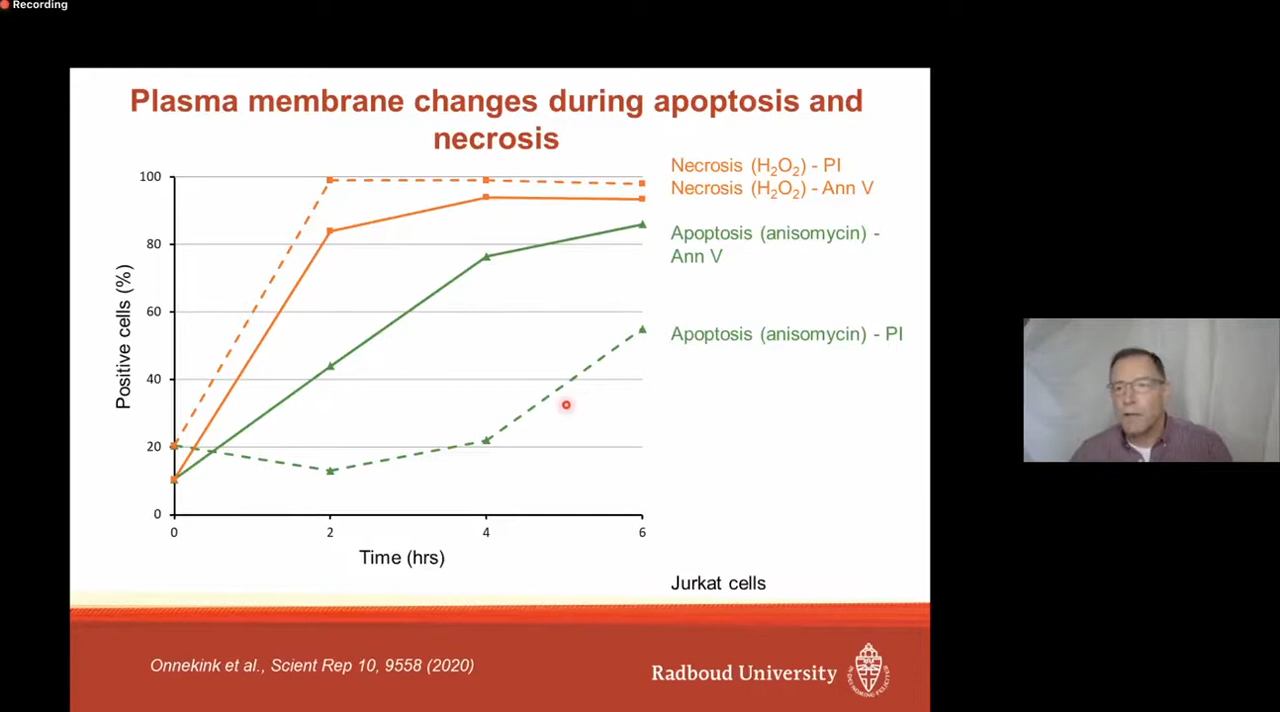 Recording
Plasma membrane changes during apoptosis and
necrosis
100
80
60
40
20
0
Positive cells (%)
0 2 4 6
Time (hrs)
Necrosis (H₂O₂) - PI
Necrosis (H₂O₂) - Ann V
Apoptosis (anisomycin) -
Ann V
Apoptosis (anisomycin) - PI
Jurkat cells
Onnekink et al., Scient Rep 10, 9558 (2020)
Radboud University